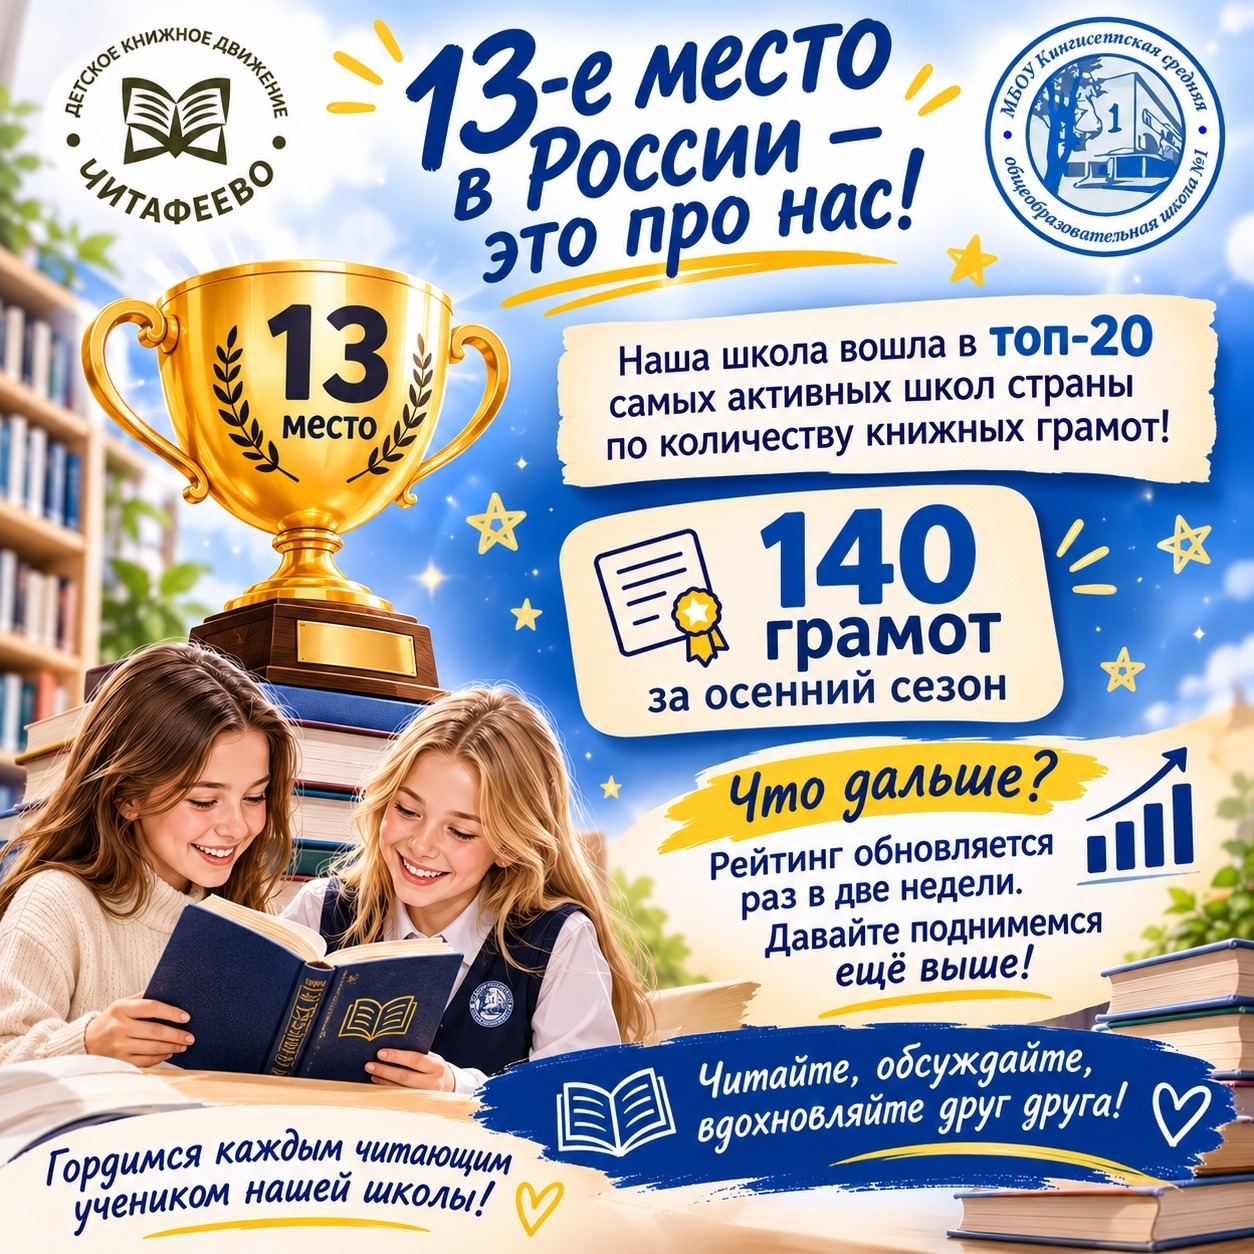 ДЕТСКОЕ КНИЖНОЕ ДВИЖЕНИЕ
ЧИТАФЕЕВО
13-е место
в России –
это про нас!
МБОУ Кингисеппская средняя
общеобразовательная школа №1
1
13
место
Наша школа вошла в топ-20
самых активных школ страны
по количеству книжных грамот!
140
грамот
за осенний сезон
Что дальше?
Рейтинг обновляется
раз в две недели.
Давайте поднимемся
ещё выше!
Читайте, обсуждайте,
вдохновляйте друг друга!
Гордимся каждым читающим
учеником нашей школы!